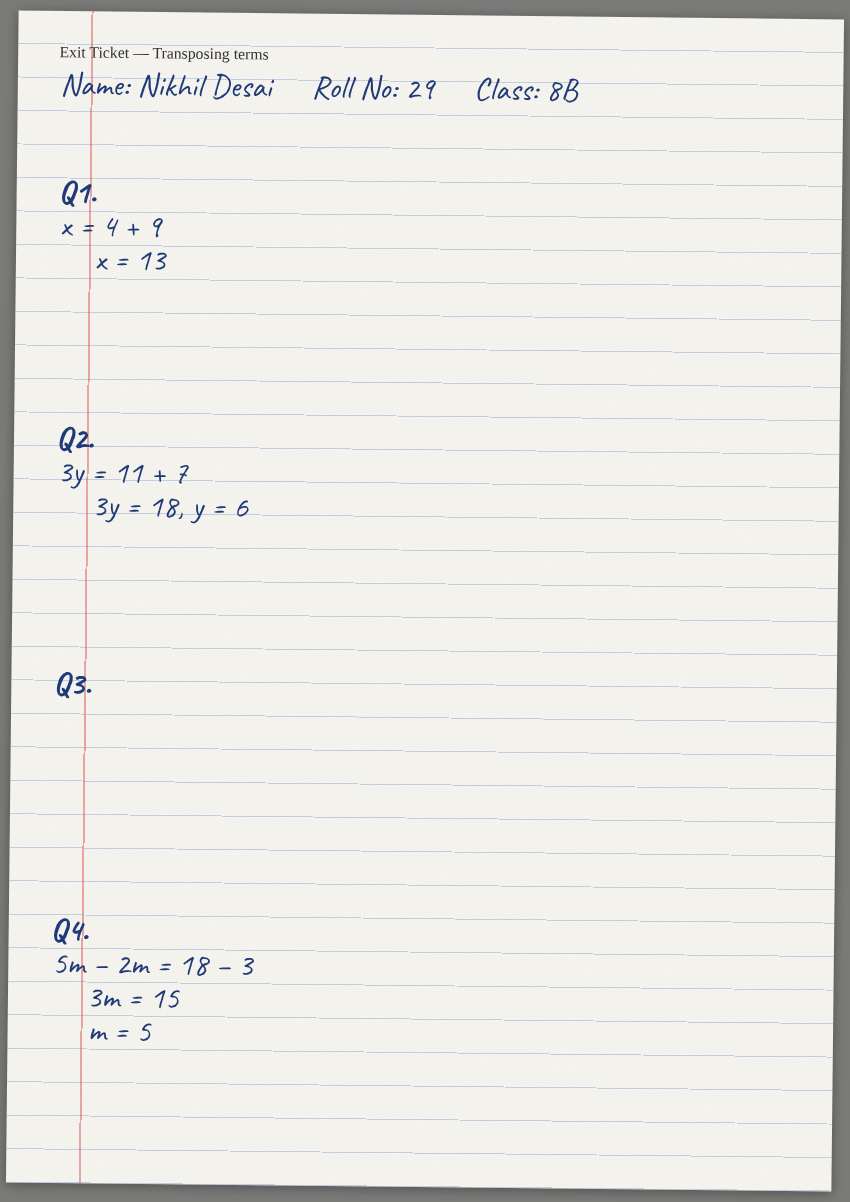 Exit Ticket — Transposing terms
Name: Nikhil Desai Roll No: 29 Class: 8B
Q1.
x = 4 + 9
x = 13
Q2.
3y = 11 + 7
3y = 18, y = 6
Q3.
Q4.
5m − 2m = 18 − 3
3m = 15
m = 5